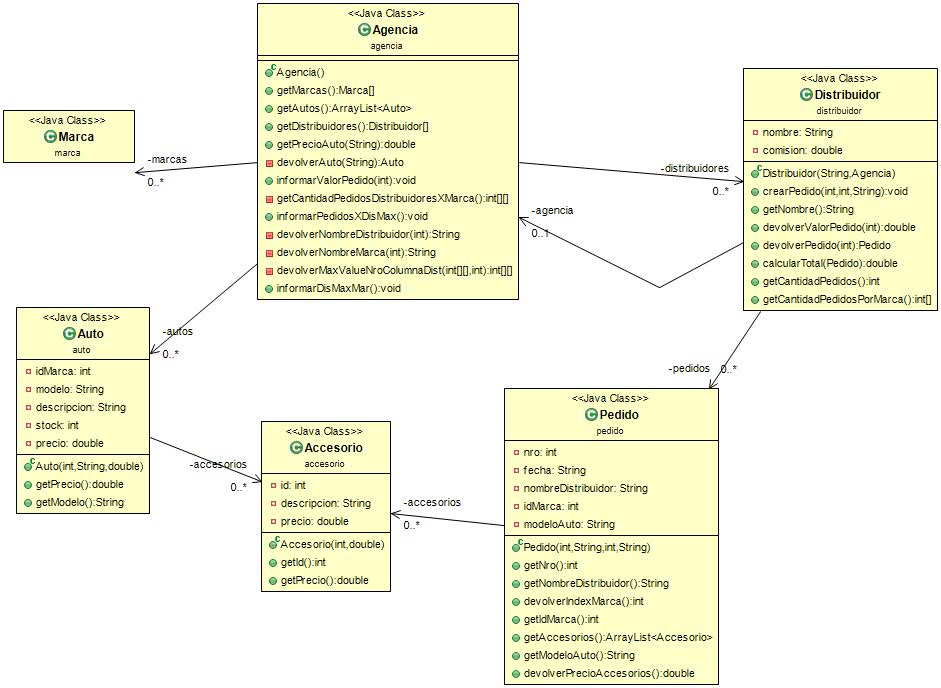 <<Java Class>>
Agencia
agencia
Agencia()
getMarcas():Marca[]
getAutos():ArrayList<Auto>
getDistribuidores():Distribuidor[]
getPrecioAuto(String):double
devolverAuto(String):Auto
informarValorPedido(int):void
getCantidadPedidosDistribuidoresXMarca():int[][]
informarPedidosXDisMax():void
devolverNombreDistribuidor(int):String
devolverNombreMarca(int):String
devolverMaxValueNroColumnaDist(int[][],int):int[][]
informarDisMaxMar():void
<<Java Class>>
Marca
marca
-marcas
0..*
<<Java Class>>
Distribuidor
distribuidor
nombre: String
comision: double
Distribuidor(String,Agencia)
crearPedido(int,int,String):void
getNombre():String
devolverValorPedido(int):double
devolverPedido(int):Pedido
calcularTotal(Pedido):double
getCantidadPedidos():int
getCantidadPedidosPorMarca():int[]
-distribuidores
0..*
-agencia
0..1
<<Java Class>>
Auto
auto
idMarca: int
modelo: String
descripcion: String
stock: int
precio: double
Auto(int,String,double)
getPrecio():double
getModelo():String
-autos
0..*
<<Java Class>>
Accesorio
accesorio
id: int
descripcion: String
precio: double
Accesorio(int,double)
getId():int
getPrecio():double
-accesorios
0..*
-accesorios
0..*
-pedidos
0..*
<<Java Class>>
Pedido
pedido
nro: int
fecha: String
nombreDistribuidor: String
idMarca: int
modeloAuto: String
Pedido(int,String,int,String)
getNro():int
getNombreDistribuidor():String
devolverIndexMarca():int
getIdMarca():int
getAccesorios():ArrayList<Accesorio>
getModeloAuto():String
devolverPrecioAccesorios():double